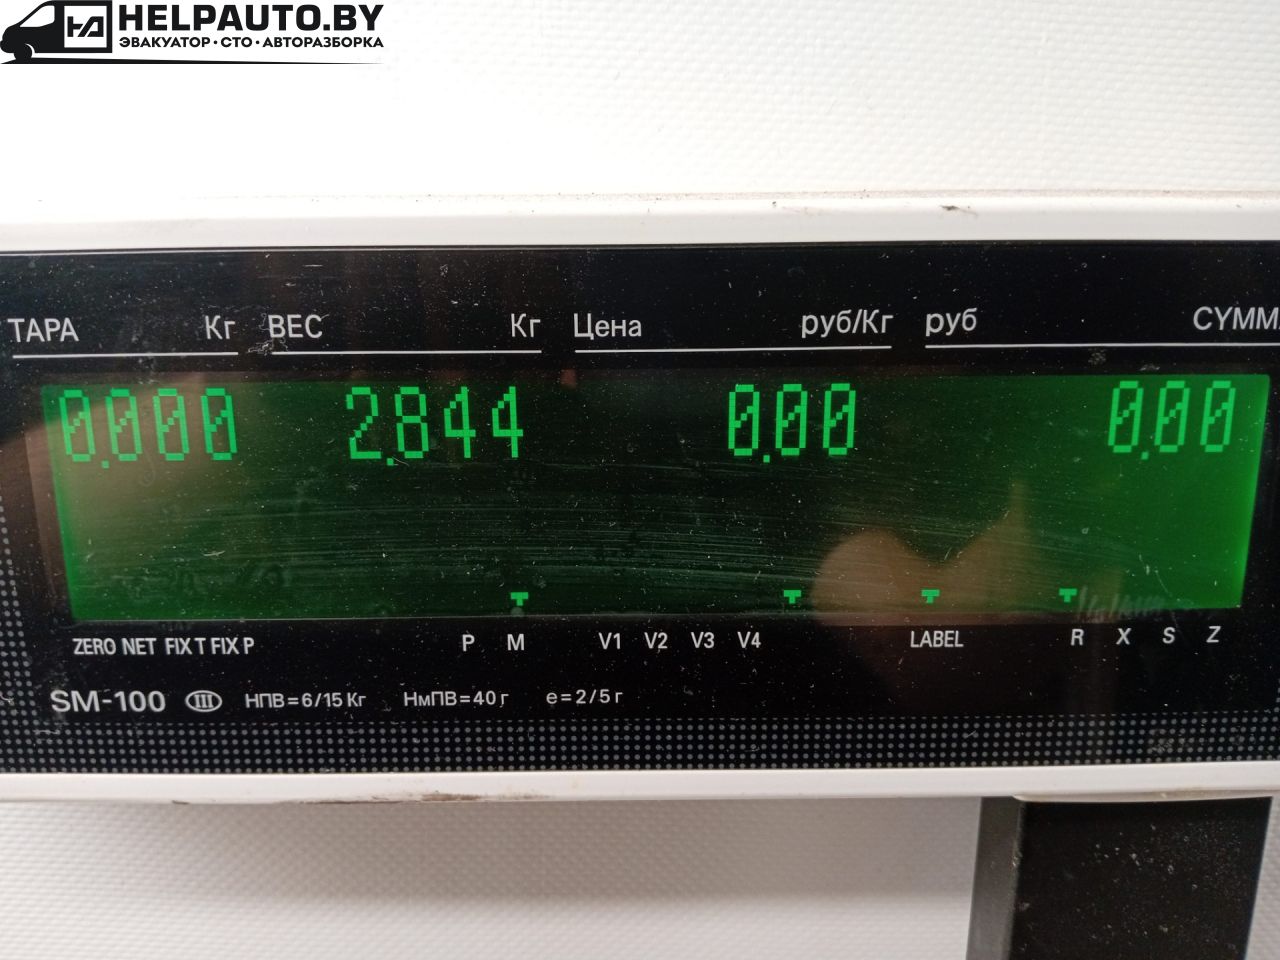 HELPAUTO.BY
ЭВАКУАТОР · СТО · АВТОРАЗБОРКА
ТАРА Кг ВЕС Кг Цена руб/Кг руб СУММ
0.000 2.844 0.00 0.00
ZERO NET FIX T FIX P P M V1 V2 V3 V4 LABEL R X S Z
SM-100 III НПВ=6/15 Кг НмПВ=40 г e=2/5 г